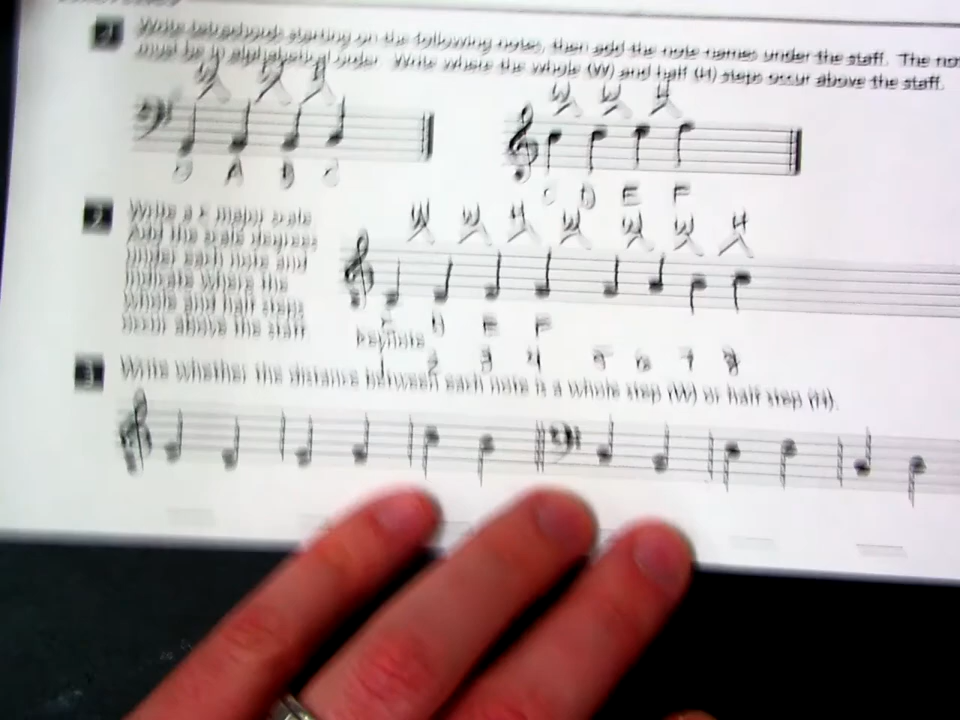 1 Write tetrachords starting on the following notes, then add the note names under the staff. The no
must be in alphabetical order. Write where the whole (W) and half (H) steps occur above the staff.
W W H W W H
G A B C C D E F
2 Write a C major scale.
Add the scale degrees
under each note and
indicate where the
whole and half steps
occur above the staff.
W W H W W W H
C D E F
keynote
1 2 3 4 5 6 7 8
3 Write whether the distance between each note is a whole step (W) or half step (H).